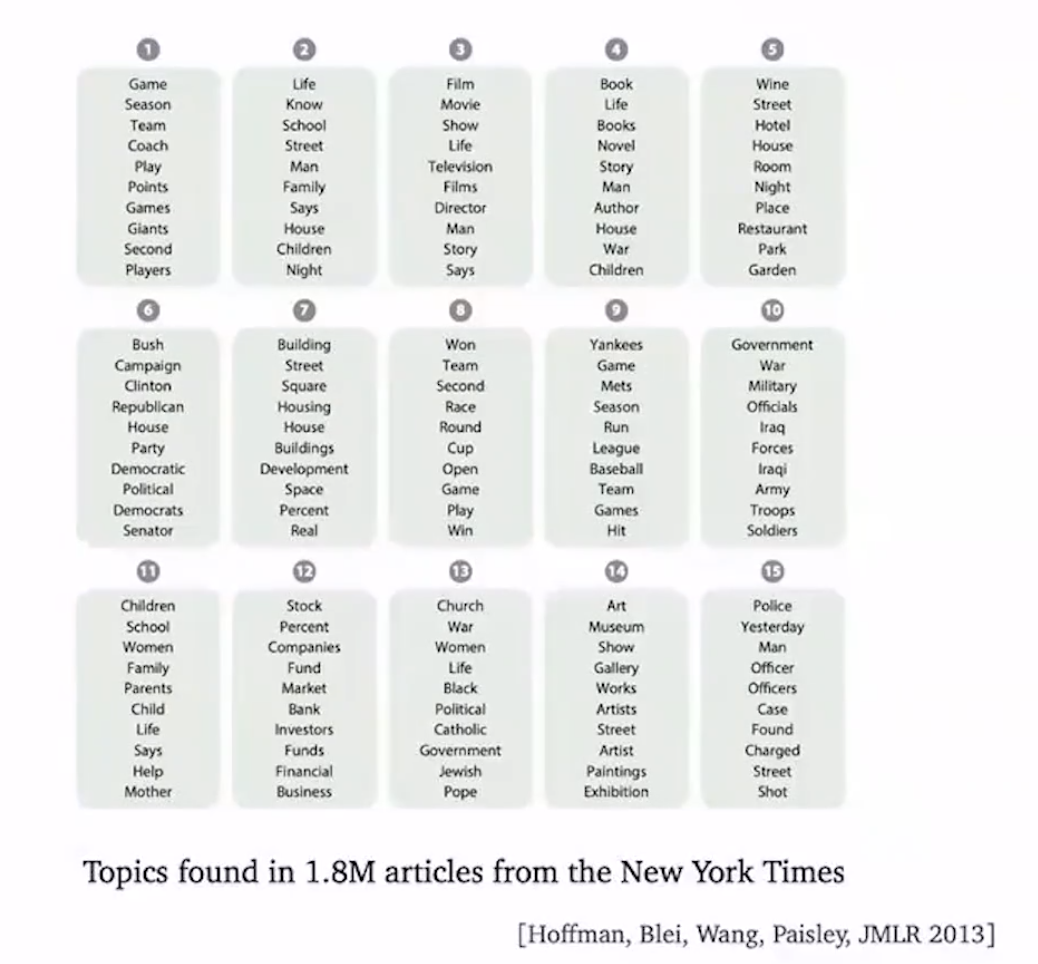 1
Game
Season
Team
Coach
Play
Points
Games
Giants
Second
Players
2
Life
Know
School
Street
Man
Family
Says
House
Children
Night
3
Film
Movie
Show
Life
Television
Films
Director
Man
Story
Says
4
Book
Life
Books
Novel
Story
Man
Author
House
War
Children
5
Wine
Street
Hotel
House
Room
Night
Place
Restaurant
Park
Garden
6
Bush
Campaign
Clinton
Republican
House
Party
Democratic
Political
Democrats
Senator
7
Building
Street
Square
Housing
House
Buildings
Development
Space
Percent
Real
8
Won
Team
Second
Race
Round
Cup
Open
Game
Play
Win
9
Yankees
Game
Mets
Season
Run
League
Baseball
Team
Games
Hit
10
Government
War
Military
Officials
Iraq
Forces
Iraqi
Army
Troops
Soldiers
11
Children
School
Women
Family
Parents
Child
Life
Says
Help
Mother
12
Stock
Percent
Companies
Fund
Market
Bank
Investors
Funds
Financial
Business
13
Church
War
Women
Life
Black
Political
Catholic
Government
Jewish
Pope
14
Art
Museum
Show
Gallery
Works
Artists
Street
Artist
Paintings
Exhibition
15
Police
Yesterday
Man
Officer
Officers
Case
Found
Charged
Street
Shot
Topics found in 1.8M articles from the New York Times
[Hoffman, Blei, Wang, Paisley, JMLR 2013]